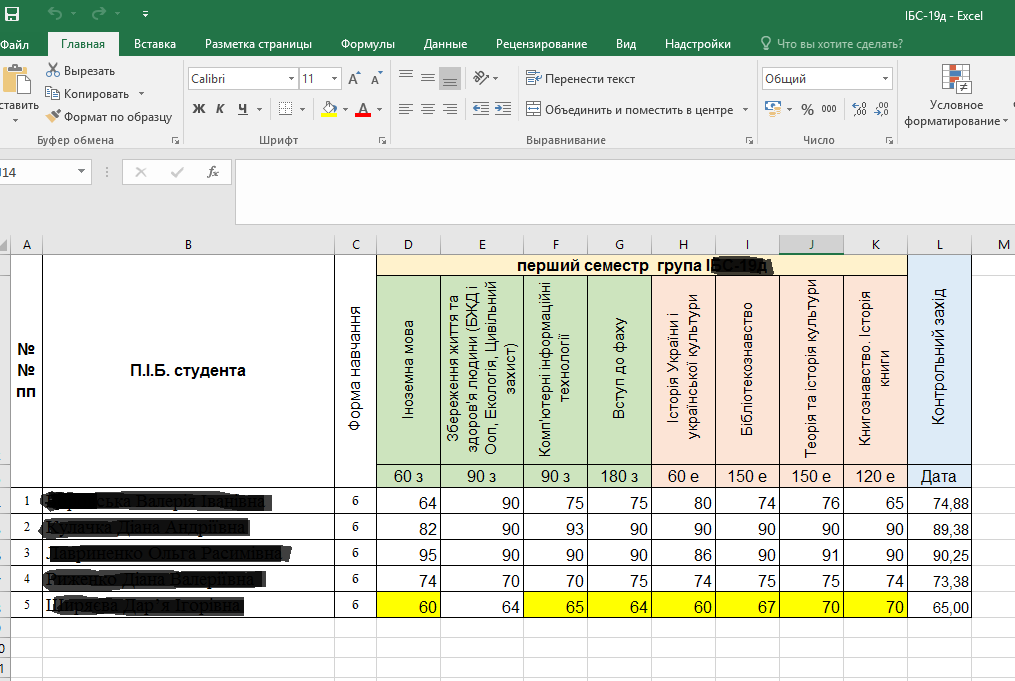 ІБС-19д - Excel
Файл Главная Вставка Разметка страницы Формулы Данные Рецензирование Вид Надстройки Что вы хотите сделать?
Вырезать
Копировать
Формат по образцу
Буфер обмена
Calibri 11
Ж К Ч
Шрифт
Перенести текст
Объединить и поместить в центре
Выравнивание
Общий
% 000
Число
Условное
форматирование
fx
A B C D E F G H I J K L M
перший семестр група
№
№
пп
П.І.Б. студента
Форма навчання
Іноземна мова
Збереження життя та
здоров'я людини (БЖД і
Ооп, Екологія, Цивільний
захист)
Комп'ютерні інформаційні
технології
Вступ до фаху
Історія України і
української культури
Бібліотекознавство
Теорія та історія культури
Книгознавство. Історія
книги
Контрольний захід
60 з 90 з 90 з 180 з 60 е 150 е 150 е 120 е Дата
1 б 64 90 75 75 80 74 76 65 74,88
2 б 82 90 93 90 90 90 90 90 89,38
3 б 95 90 90 90 86 90 91 90 90,25
4 б 74 70 70 75 74 75 75 74 73,38
5 б 60 64 65 64 60 67 70 70 65,00